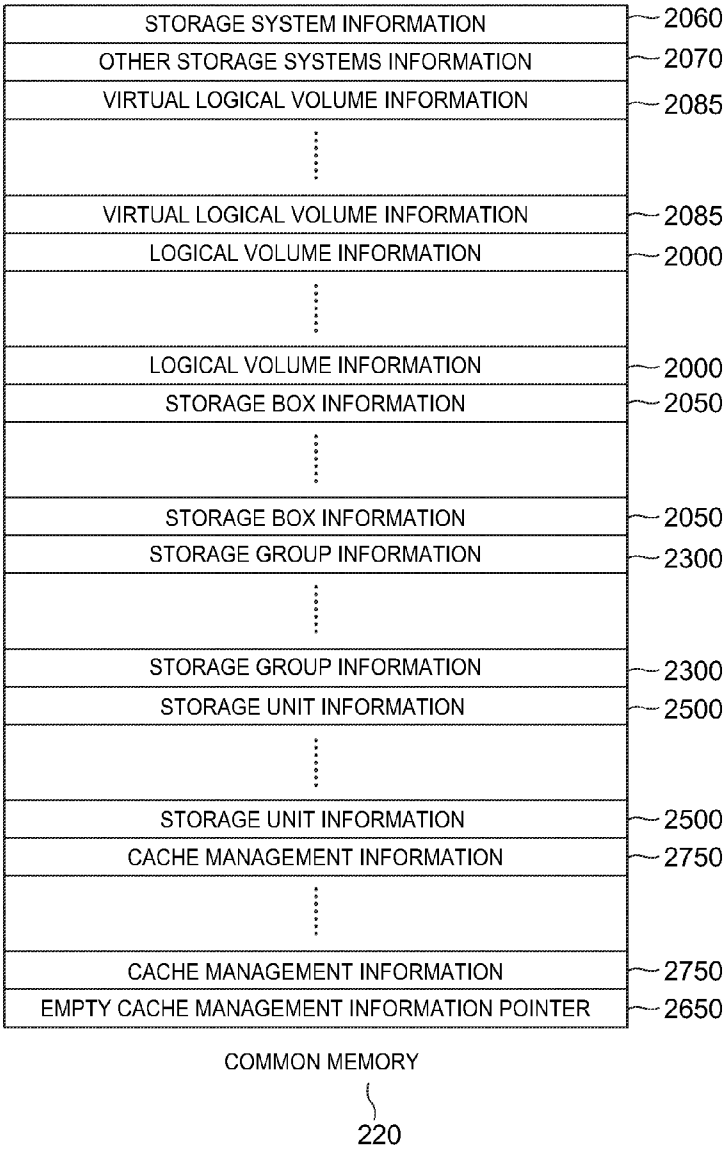 STORAGE SYSTEM INFORMATION 2060
OTHER STORAGE SYSTEMS INFORMATION 2070
VIRTUAL LOGICAL VOLUME INFORMATION 2085
VIRTUAL LOGICAL VOLUME INFORMATION 2085
LOGICAL VOLUME INFORMATION 2000
LOGICAL VOLUME INFORMATION 2000
STORAGE BOX INFORMATION 2050
STORAGE BOX INFORMATION 2050
STORAGE GROUP INFORMATION 2300
STORAGE GROUP INFORMATION 2300
STORAGE UNIT INFORMATION 2500
STORAGE UNIT INFORMATION 2500
CACHE MANAGEMENT INFORMATION 2750
CACHE MANAGEMENT INFORMATION 2750
EMPTY CACHE MANAGEMENT INFORMATION POINTER 2650
COMMON MEMORY
220